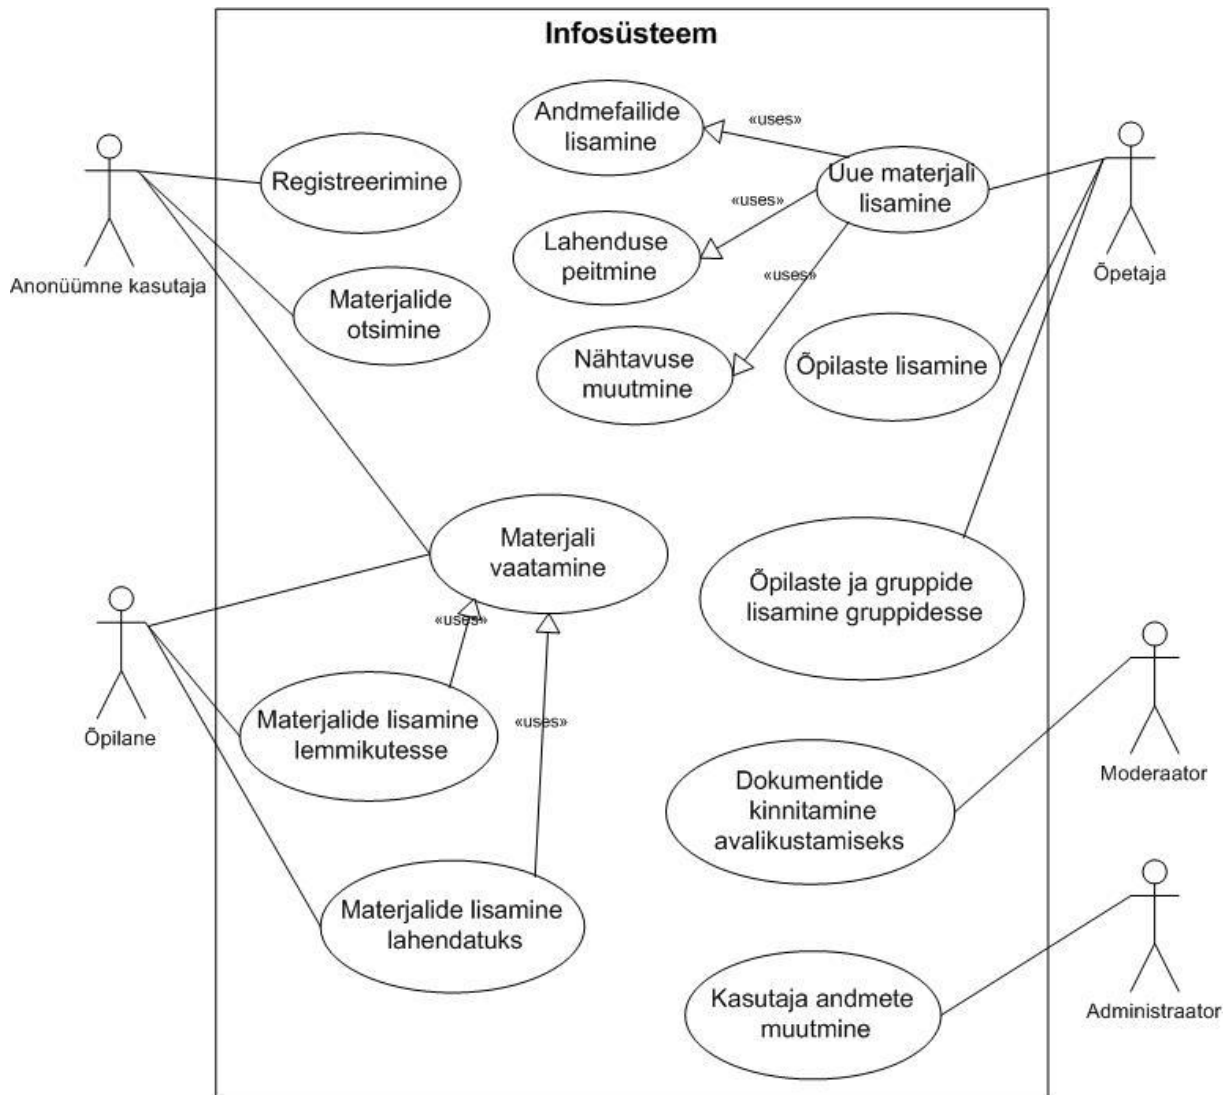 Infosüsteem
Andmefailide
lisamine
«uses»
Uue materjali
lisamine
Registreerimine
Anonüümne kasutaja
Õpetaja
«uses»
Lahenduse
peitmine
«uses»
Materjalide
otsimine
Nähtavuse
muutmine
Õpilaste lisamine
Materjali
vaatamine
Õpilaste ja gruppide
lisamine gruppidesse
«uses»
Õpilane
Materjalide lisamine
lemmikutesse
«uses»
Moderaator
Dokumentide
kinnitamine
avalikustamiseks
Materjalide lisamine
lahendatuks
Kasutaja andmete
muutmine
Administraator